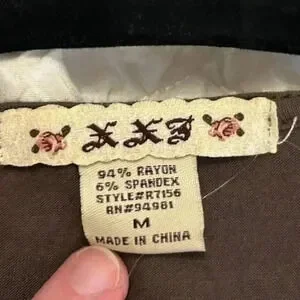 XXI
94% RAYON
6% SPANDEX
STYLE#R7156
RN#94981
M
MADE IN CHINA